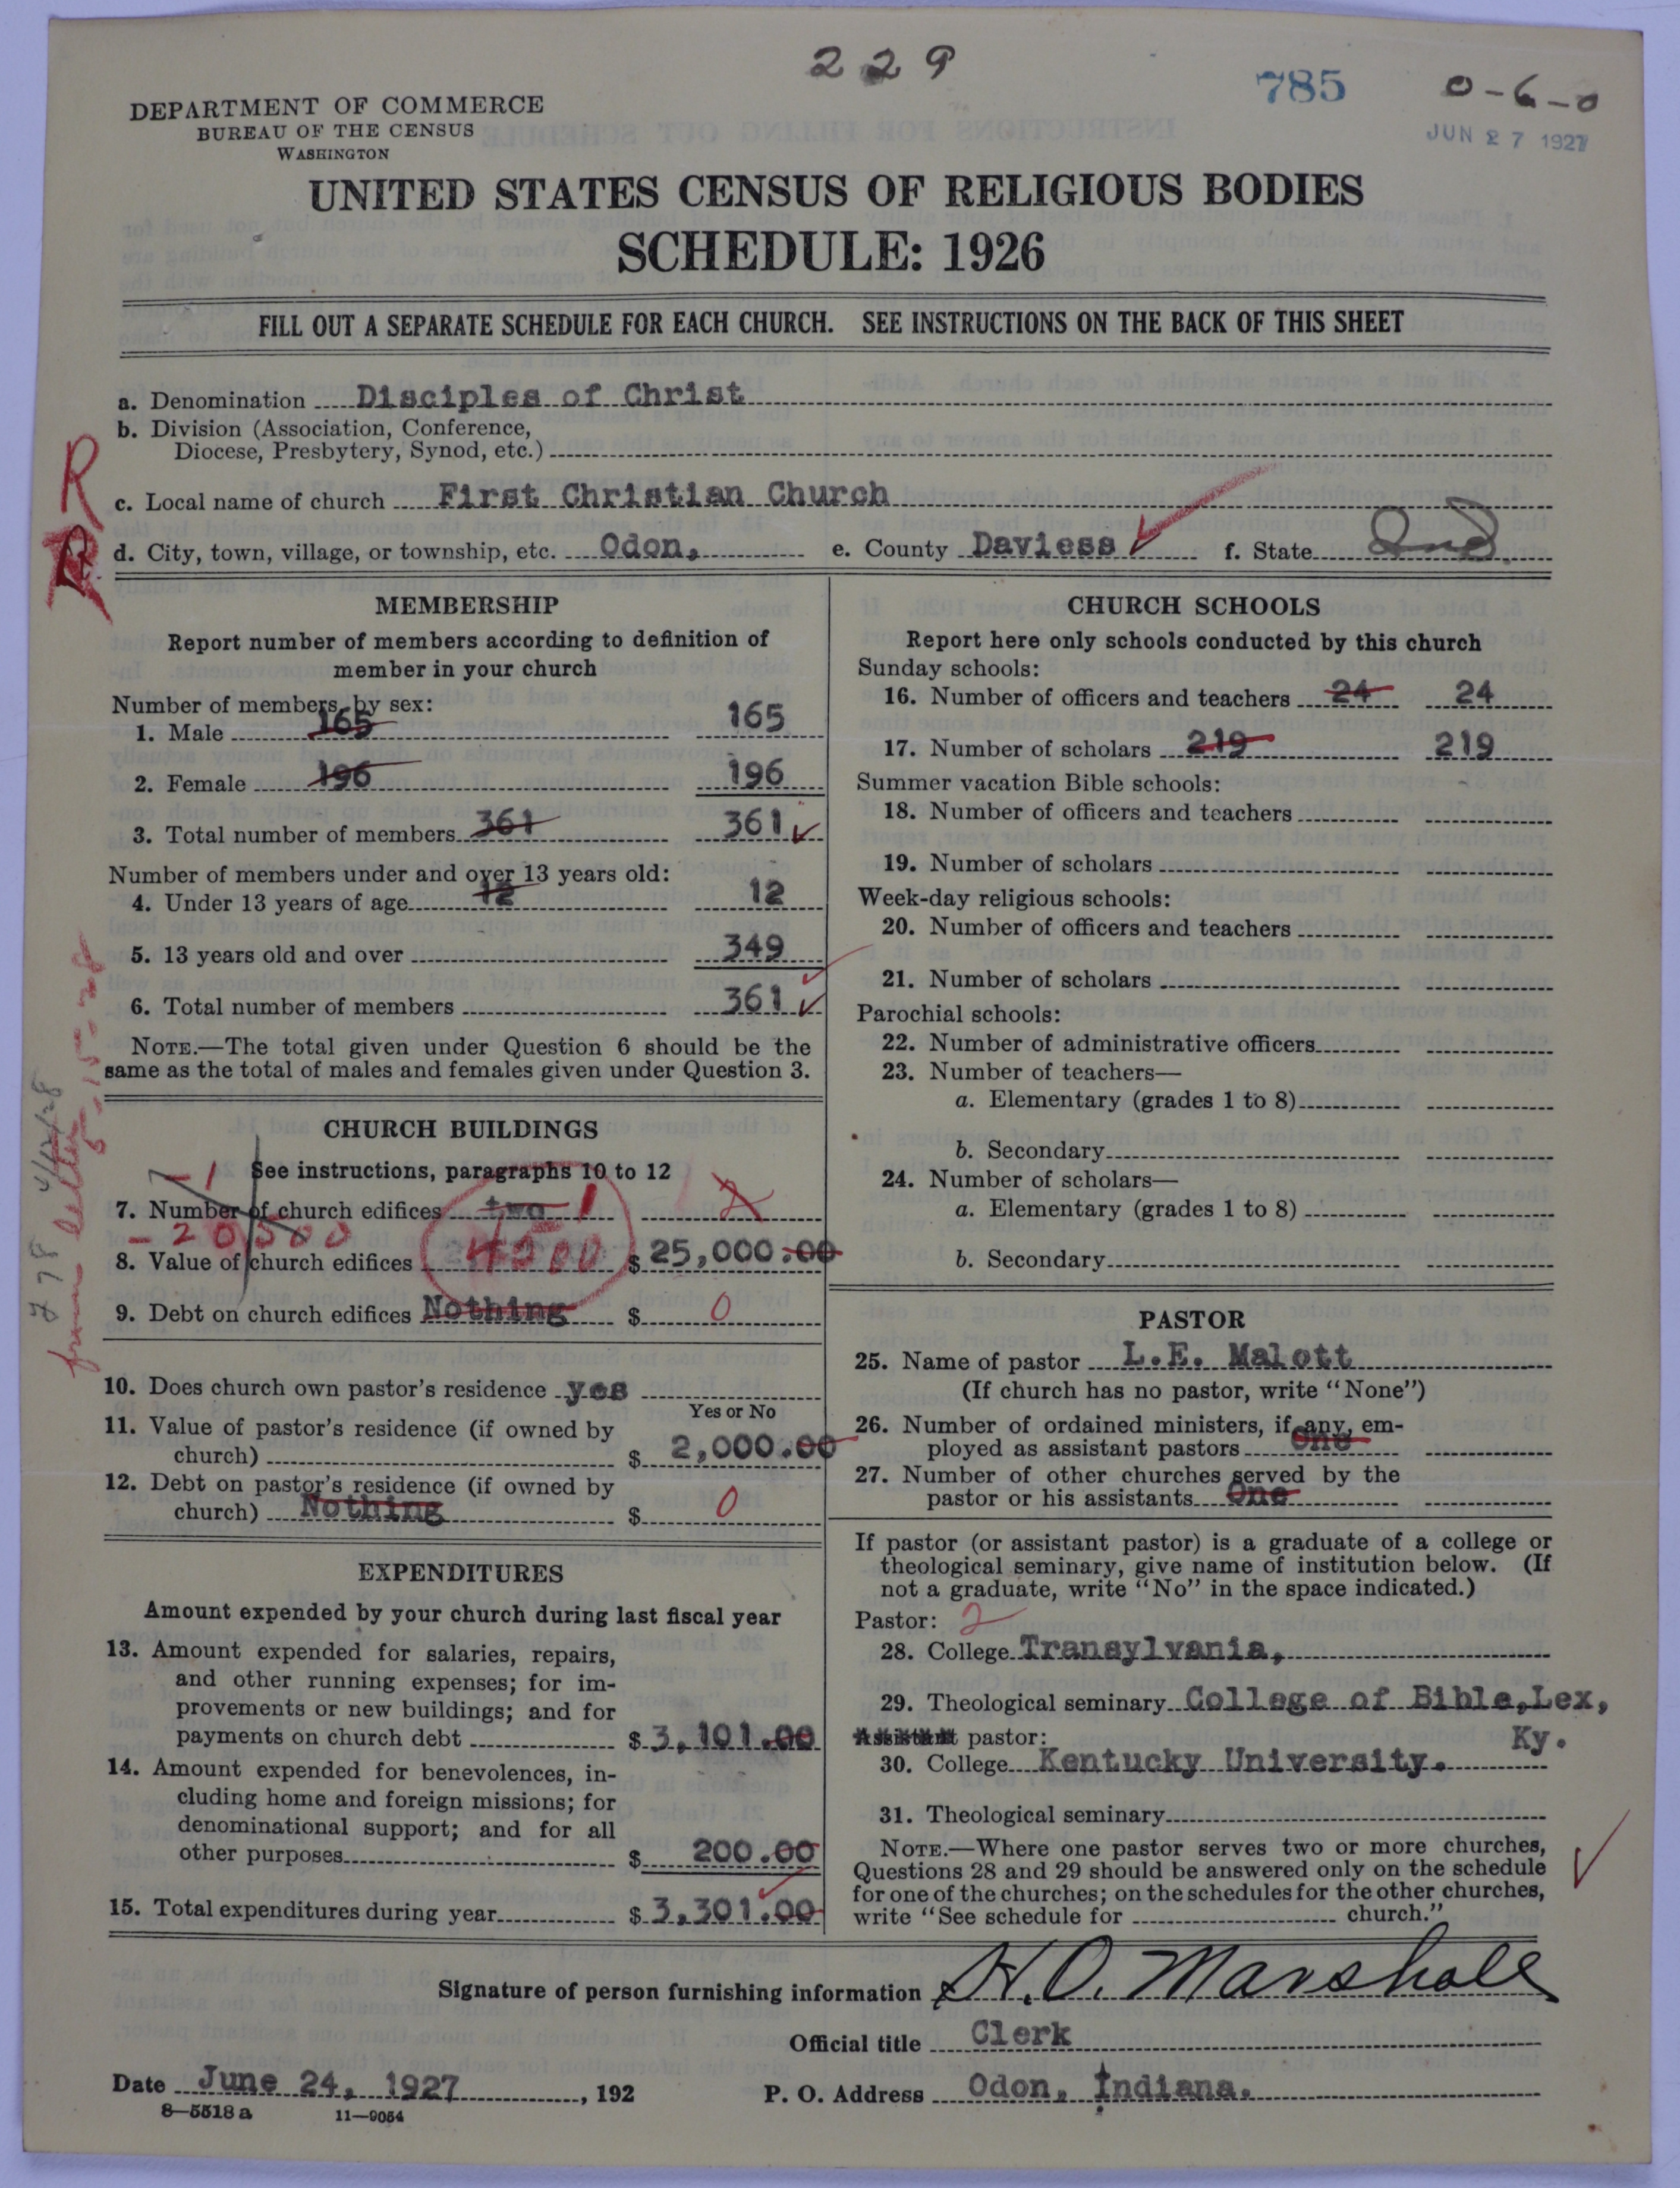 229
785
0-6-0
JUN 27 1927
DEPARTMENT OF COMMERCE
BUREAU OF THE CENSUS
WASHINGTON
UNITED STATES CENSUS OF RELIGIOUS BODIES
SCHEDULE: 1926
FILL OUT A SEPARATE SCHEDULE FOR EACH CHURCH. SEE INSTRUCTIONS ON THE BACK OF THIS SHEET
a. Denomination Disciples of Christ
b. Division (Association, Conference,
Diocese, Presbytery, Synod, etc.)
R
c. Local name of church First Christian Church
R
d. City, town, village, or township, etc. Odon, e. County Daviess f. State Ind.
MEMBERSHIP
Report number of members according to definition of
member in your church
Number of members, by sex:
1. Male 165 165
2. Female 196 196
3. Total number of members 361 361
Number of members under and over 13 years old:
4. Under 13 years of age 12 12
5. 13 years old and over 349
6. Total number of members 361
NOTE.—The total given under Question 6 should be the
same as the total of males and females given under Question 3.
from letter 5-15-28
CHURCH BUILDINGS
See instructions, paragraphs 10 to 12
-1
7. Number of church edifices two 1 2
-20500
8. Value of church edifices 4500 $ 25,000.00
9. Debt on church edifices Nothing $ 0
10. Does church own pastor's residence yes
Yes or No
11. Value of pastor's residence (if owned by
church) $ 2,000.00
12. Debt on pastor's residence (if owned by
church) Nothing $ 0
EXPENDITURES
Amount expended by your church during last fiscal year
13. Amount expended for salaries, repairs,
and other running expenses; for im-
provements or new buildings; and for
payments on church debt $ 3,101.00
14. Amount expended for benevolences, in-
cluding home and foreign missions; for
denominational support; and for all
other purposes $ 200.00
15. Total expenditures during year $ 3,301.00
CHURCH SCHOOLS
Report here only schools conducted by this church
Sunday schools:
16. Number of officers and teachers 24 24
17. Number of scholars 219 219
Summer vacation Bible schools:
18. Number of officers and teachers
19. Number of scholars
Week-day religious schools:
20. Number of officers and teachers
21. Number of scholars
Parochial schools:
22. Number of administrative officers
23. Number of teachers—
a. Elementary (grades 1 to 8)
b. Secondary
24. Number of scholars—
a. Elementary (grades 1 to 8)
b. Secondary
PASTOR
25. Name of pastor L.E. Malott
(If church has no pastor, write "None")
26. Number of ordained ministers, if any, em-
ployed as assistant pastors One
27. Number of other churches served by the
pastor or his assistants One
If pastor (or assistant pastor) is a graduate of a college or
theological seminary, give name of institution below. (If
not a graduate, write "No" in the space indicated.)
Pastor: 2
28. College Transylvania,
29. Theological seminary College of Bible, Lex,
Ky.
Assistant pastor:
30. College Kentucky University.
31. Theological seminary
NOTE.—Where one pastor serves two or more churches,
Questions 28 and 29 should be answered only on the schedule
for one of the churches; on the schedules for the other churches,
write "See schedule for church."
Signature of person furnishing information H.O. Marshall
Official title Clerk
Date June 24, 1927, 192 P. O. Address Odon, Indiana.
8—5518 a 11—9054